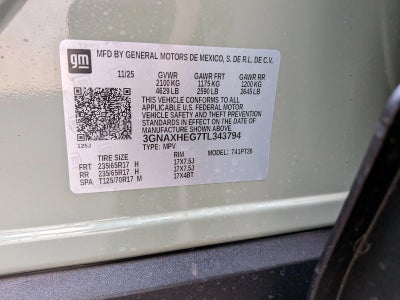 gm MFD BY GENERAL MOTORS DE MEXICO, S. DE R.L. DE C.V.
11/25 GVWR GAWR FRT GAWR RR
2100 KG 1175 KG 1200 KG
4629 LB 2590 LB 2645 LB
THIS VEHICLE CONFORMS TO ALL
APPLICABLE U.S. FEDERAL MOTOR
VEHICLE SAFETY AND THEFT PREVENTION
STANDARDS IN EFFECT ON THE DATE OF
MANUFACTURE SHOWN ABOVE.
3GNAXHEG7TL343794
125J TYPE: MPV 741PT26
TIRE SIZE RIM
FRT 235/65R17 H 17X7.5J
RR 235/65R17 H 17X7.5J
SPA T125/70R17 M 17X4BT